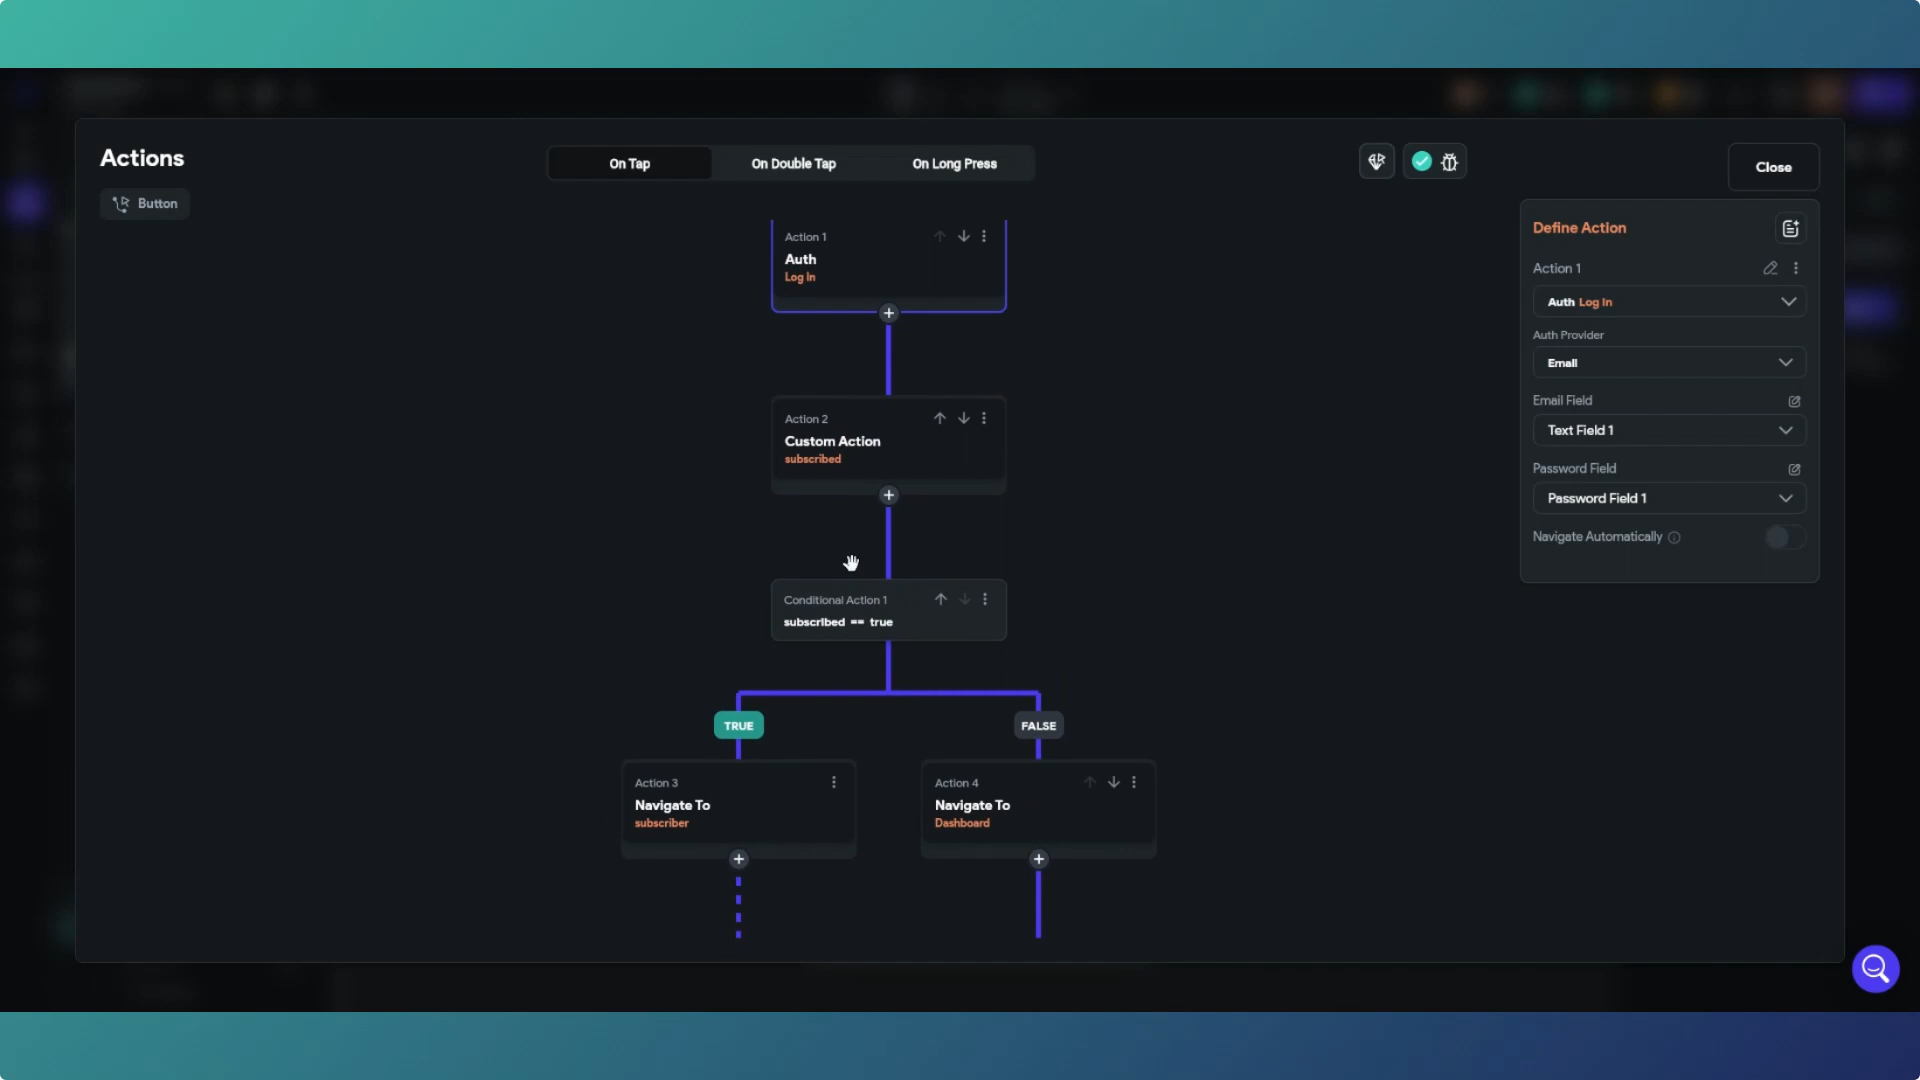 Actions
Button
On Tap
On Double Tap
On Long Press
Close
Action 1
Auth
Log In
Action 2
Custom Action
subscribed
Conditional Action 1
subscribed == true
TRUE
FALSE
Action 3
Navigate To
subscriber
Action 4
Navigate To
Dashboard
Define Action
Action 1
Auth Log In
Auth Provider
Email
Email Field
Text Field 1
Password Field
Password Field 1
Navigate Automatically